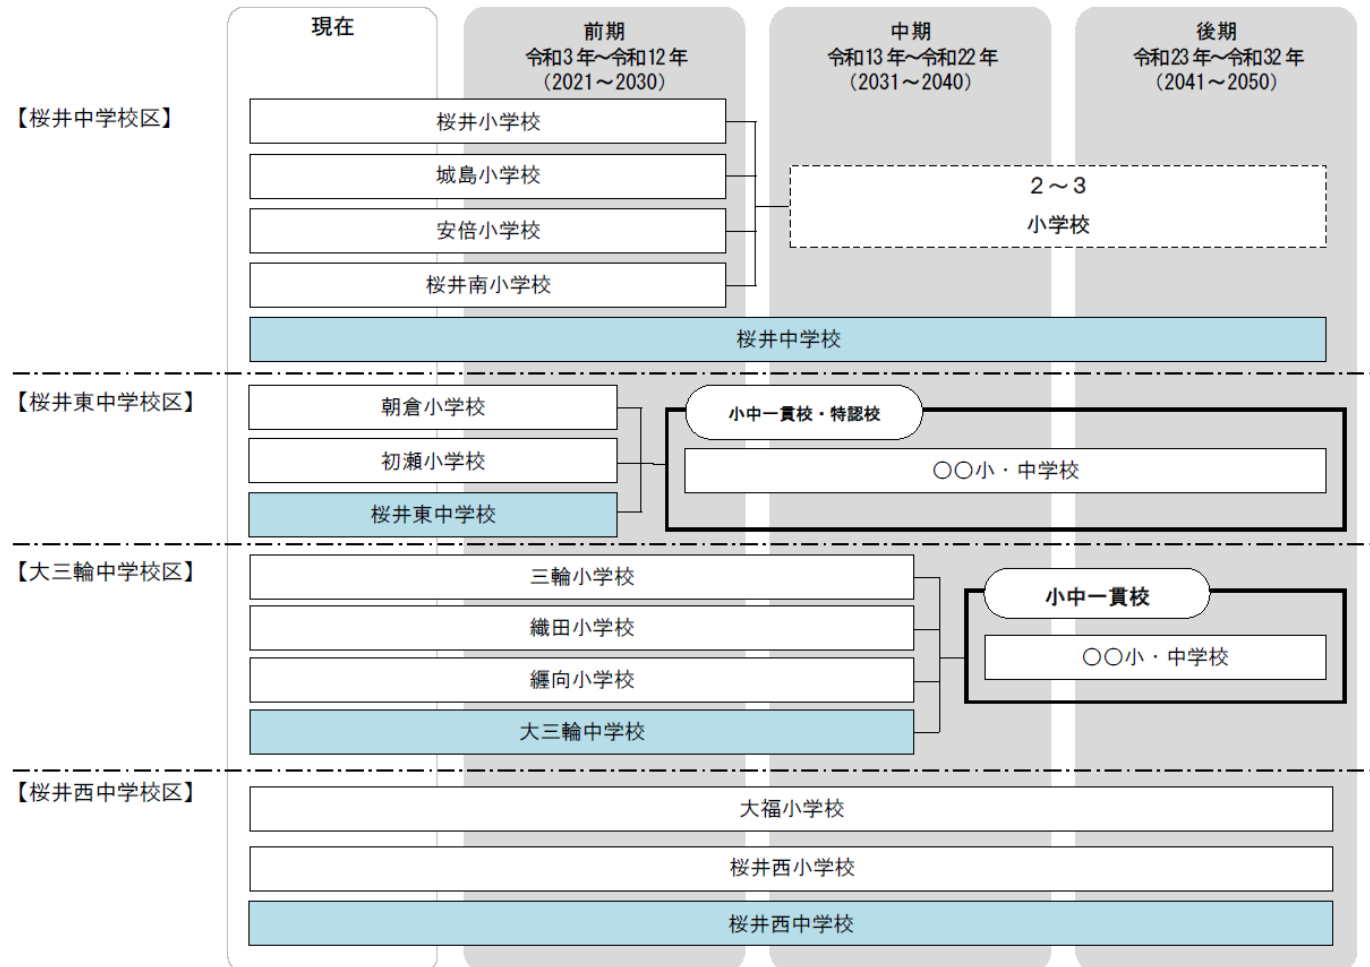 現在
前期
令和3年～令和12年
（2021～2030）
中期
令和13年～令和22年
（2031～2040）
後期
令和23年～令和32年
（2041～2050）
【桜井中学校区】
桜井小学校
城島小学校
安倍小学校
桜井南小学校
2～3
小学校
桜井中学校
【桜井東中学校区】
朝倉小学校
初瀬小学校
桜井東中学校
小中一貫校・特認校
〇〇小・中学校
【大三輪中学校区】
三輪小学校
織田小学校
纒向小学校
大三輪中学校
小中一貫校
〇〇小・中学校
【桜井西中学校区】
大福小学校
桜井西小学校
桜井西中学校